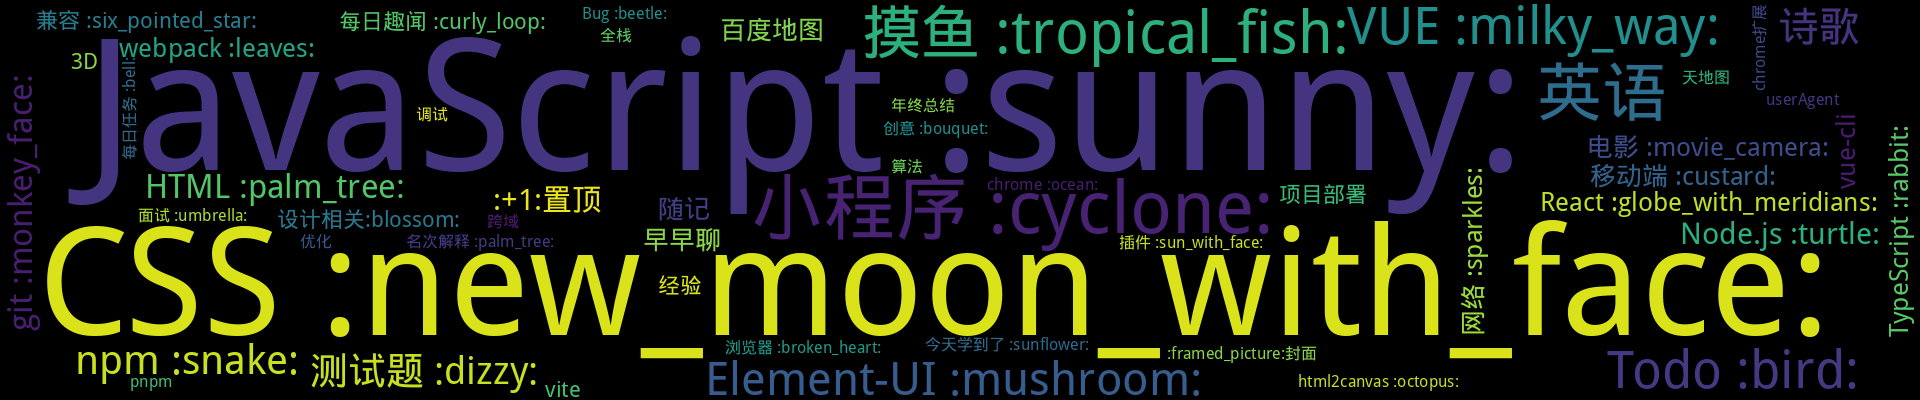 兼容 :six_pointed_star:
每日趣闻 :curly_loop:
Bug :beetle:
全栈
百度地图
摸鱼 :tropical_fish:
VUE :milky_way:
chrome扩展
诗歌
3D
webpack :leaves:
每日任务 :bell:
JavaScript :sunny:
调试
年终总结
创意 :bouquet:
算法
英语
天地图
userAgent
git :monkey_face:
HTML :palm_tree:
:+1:置顶
随记
小程序 :cyclone:
chrome :ocean:
项目部署
电影 :movie_camera:
移动端 :custard:
vue-cli
TypeScript :rabbit:
面试 :umbrella:
设计相关:blossom:
跨域
优化
名次解释 :palm_tree:
早早聊
插件 :sun_with_face:
网络 :sparkles:
React :globe_with_meridians:
Node.js :turtle:
经验
CSS :new_moon_with_face:
npm :snake:
pnpm
测试题 :dizzy:
vite
浏览器 :broken_heart:
今天学到了 :sunflower:
:framed_picture:封面
Element-UI :mushroom:
html2canvas :octopus:
Todo :bird: